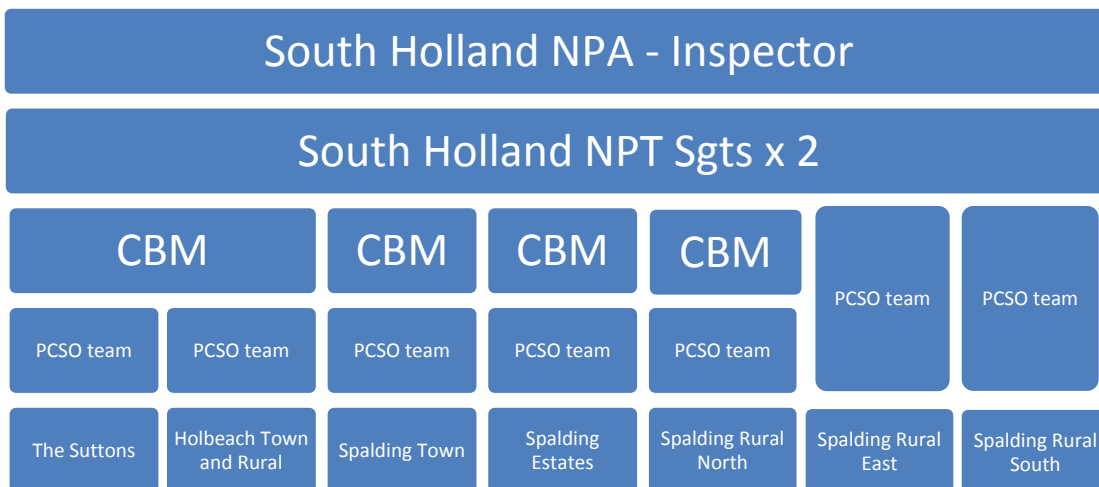 South Holland NPA - Inspector
South Holland NPT Sgts x 2
CBM
CBM
CBM
CBM
PCSO team
PCSO team
PCSO team
PCSO team
PCSO team
PCSO team
PCSO team
The Suttons
Holbeach Town
and Rural
Spalding Town
Spalding
Estates
Spalding Rural
North
Spalding Rural
East
Spalding Rural
South